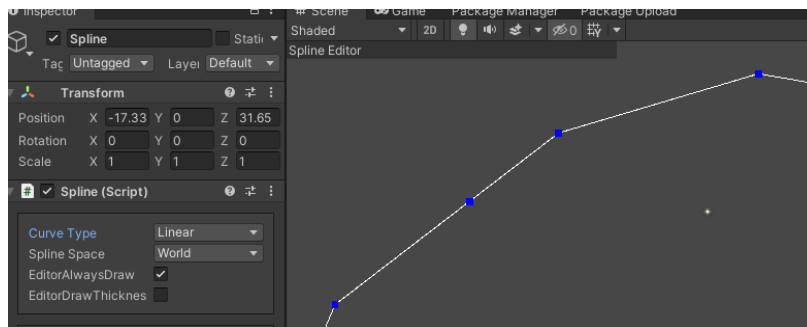 Inspector
# Scene Game Package Manager Package Upload
Shaded 2D 0
Spline Editor
Spline Static
Tag Untagged Layer Default
Transform
Position X -17.33 Y 0 Z 31.65
Rotation X 0 Y 0 Z 0
Scale X 1 Y 1 Z 1
# Spline (Script)
Curve Type Linear
Spline Space World
EditorAlwaysDraw
EditorDrawThicknes